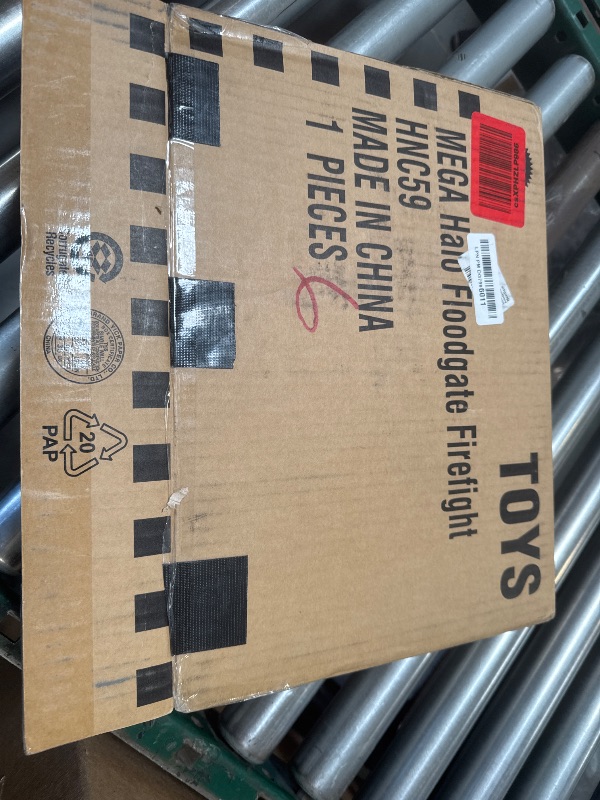 TOYS
MEGA Halo Floodgate Firefight
HNC59
MADE IN CHINA
1 PIECES 6
Recycles
20
PAP